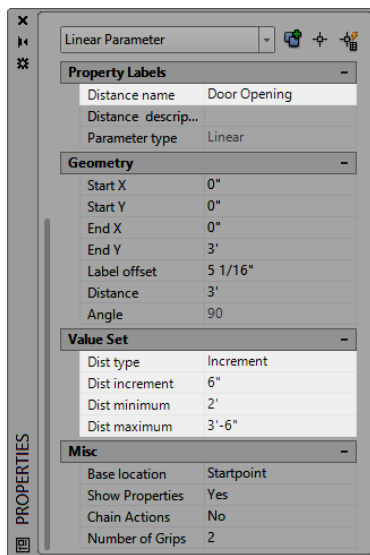 Linear Parameter
Property Labels
Distance name Door Opening
Distance descrip...
Parameter type Linear
Geometry
Start X 0"
Start Y 0"
End X 0"
End Y 3'
Label offset 5 1/16"
Distance 3'
Angle 90
Value Set
Dist type Increment
Dist increment 6"
Dist minimum 2'
Dist maximum 3'-6"
Misc
Base location Startpoint
Show Properties Yes
Chain Actions No
Number of Grips 2
PROPERTIES